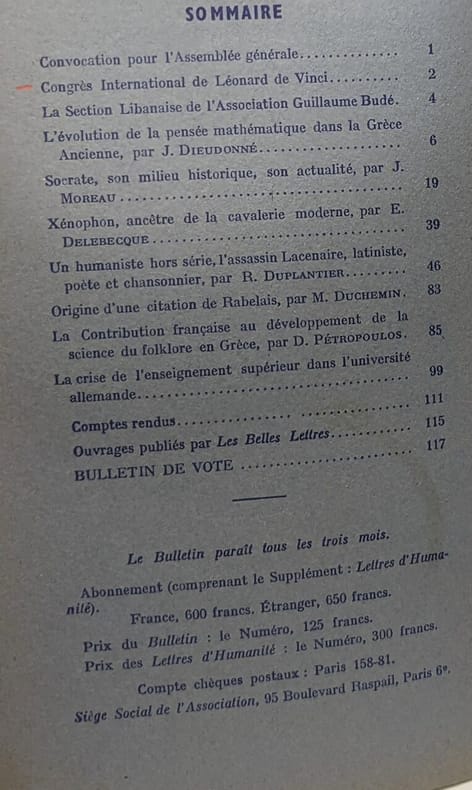 SOMMAIRE
Convocation pour l'Assemblée générale.............. 1
Congrès International de Léonard de Vinci.......... 2
La Section Libanaise de l'Association Guillaume Budé. 4
L'évolution de la pensée mathématique dans la Grèce
Ancienne, par J. DIEUDONNÉ.................... 6
Socrate, son milieu historique, son actualité, par J.
MOREAU........................................ 19
Xénophon, ancêtre de la cavalerie moderne, par E.
DELEBECQUE.................................... 39
Un humaniste hors série, l'assassin Lacenaire, latiniste,
poète et chansonnier, par R. DUPLANTIER......... 46
Origine d'une citation de Rabelais, par M. DUCHEMIN. 83
La Contribution française au développement de la
science du folklore en Grèce, par D. PÉTROPOULOS. 85
La crise de l'enseignement supérieur dans l'université
allemande....................................... 99
Comptes rendus................ ................ 111
Ouvrages publiés par Les Belles Lettres............ 115
BULLETIN DE VOTE ........................ 117
Le Bulletin paraît tous les trois mois.
Abonnement (comprenant le Supplément : Lettres d'Huma-
nité).
France, 600 francs. Étranger, 650 francs.
Prix du Bulletin : le Numéro, 125 francs.
Prix des Lettres d'Humanité : le Numéro, 300 francs.
Compte chèques postaux : Paris 158-81.
Siège Social de l'Association, 95 Boulevard Raspail, Paris 6e.